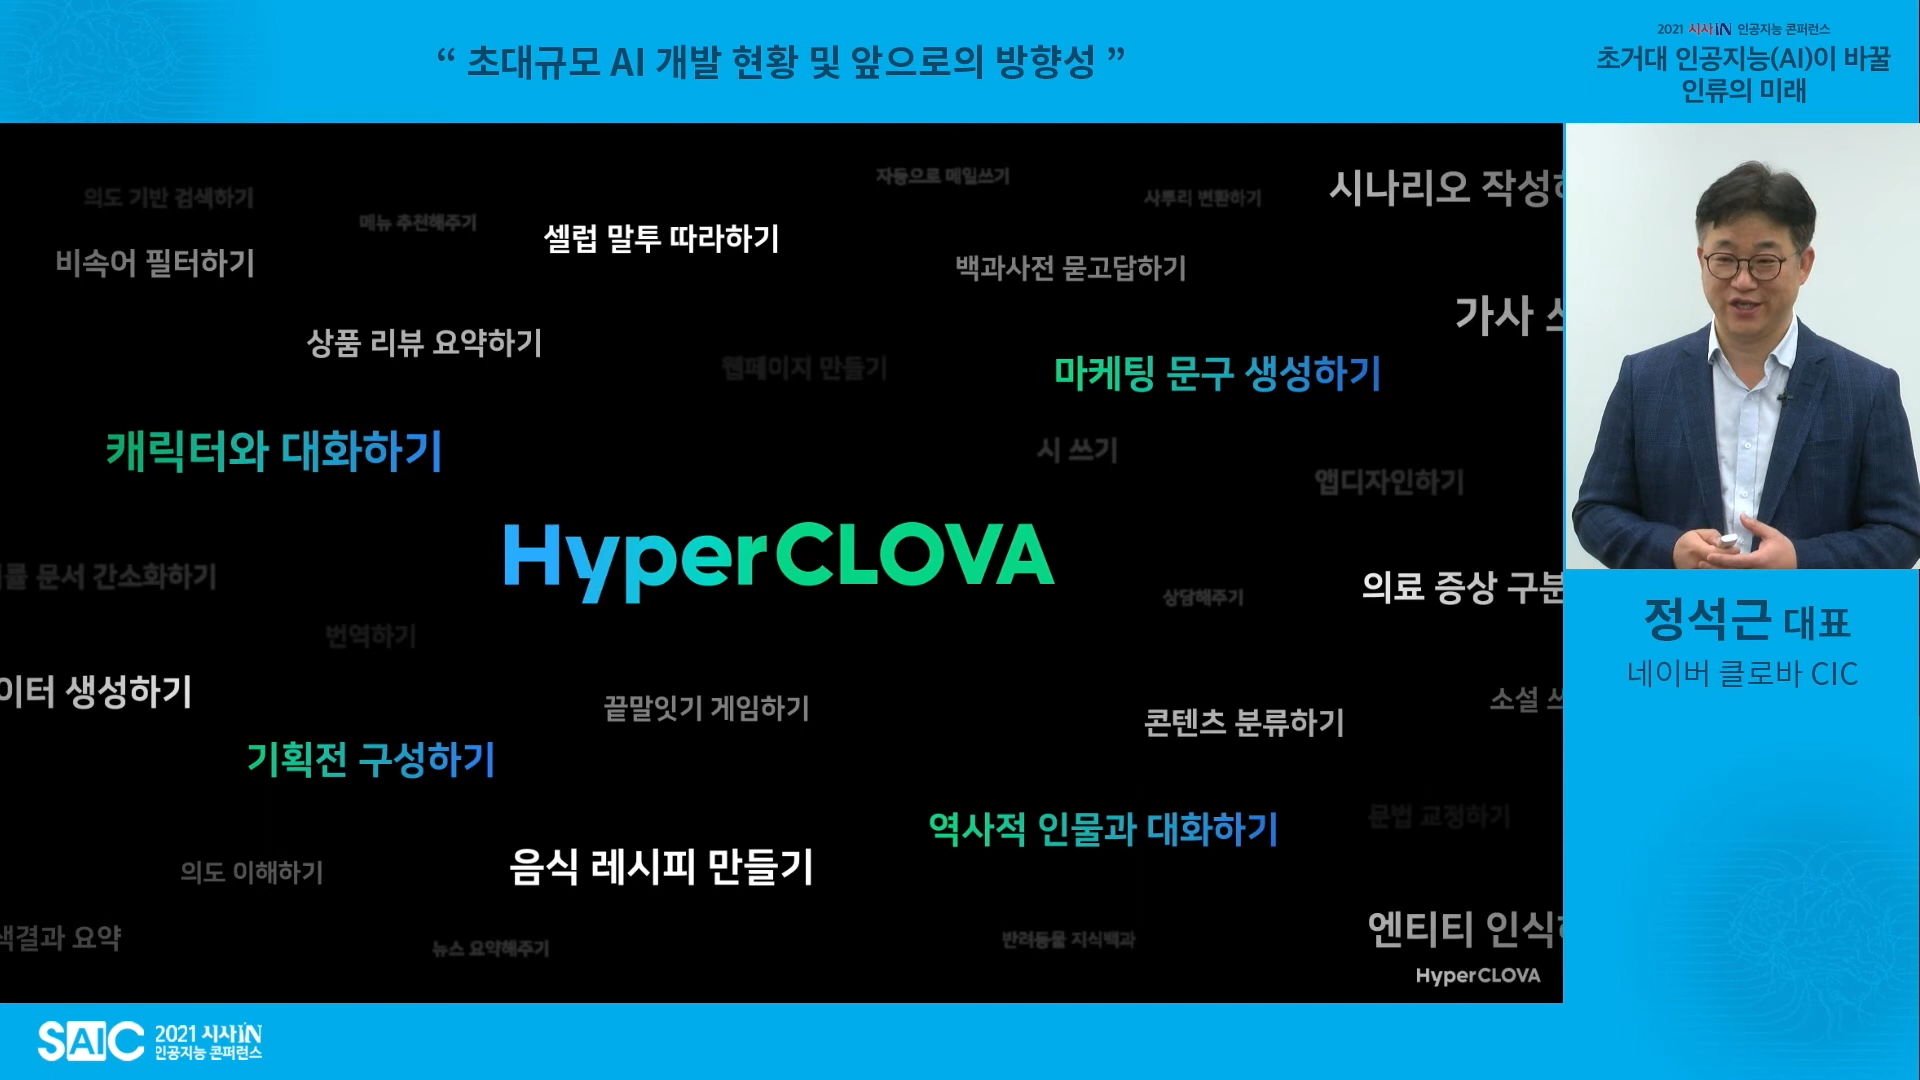 “ 초대규모 AI 개발 현황 및 앞으로의 방향성 ”
2021 시사IN 인공지능 콘퍼런스
초거대 인공지능(AI)이 바꿀
인류의 미래
자동으로 메일쓰기
시나리오 작성하
의도 기반 검색하기
사투리 변환하기
메뉴 추천해주기
셀럽 말투 따라하기
비속어 필터하기
백과사전 묻고답하기
가사 쓰
상품 리뷰 요약하기
웹페이지 만들기
마케팅 문구 생성하기
캐릭터와 대화하기
시 쓰기
앱디자인하기
HyperCLOVA
법률 문서 간소화하기
상담해주기
의료 증상 구분
번역하기
이터 생성하기
끝말잇기 게임하기
콘텐츠 분류하기
소설 쓰
기획전 구성하기
역사적 인물과 대화하기
문법 교정하기
의도 이해하기
음식 레시피 만들기
색결과 요약
뉴스 요약해주기
반려동물 지식백과
엔티티 인식하
HyperCLOVA
정석근 대표
네이버 클로바 CIC
SAIC 2021 시사IN
인공지능 콘퍼런스